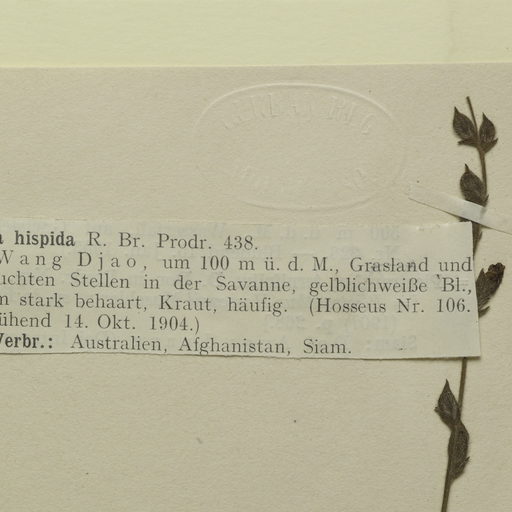 a hispida R. Br. Prodr. 438.
Wang Djao, um 100 m ü. d. M., Grasland und
uchten Stellen in der Savanne, gelblichweiße Bl.,
n stark behaart, Kraut, häufig. (Hosseus Nr. 106.
ühend 14. Okt. 1904.)
Verbr.: Australien, Afghanistan, Siam.